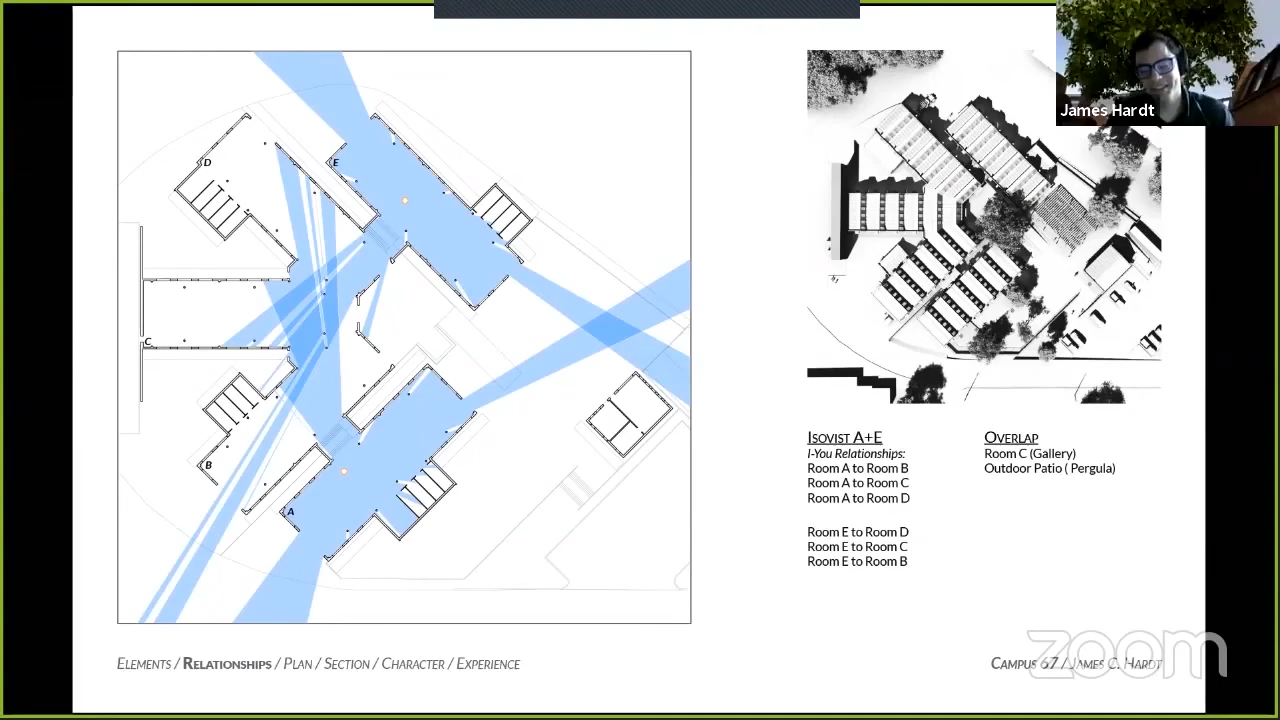 James Hardt
D
E
C
B
A
ISOVIST A+E
I-You Relationships:
Room A to Room B
Room A to Room C
Room A to Room D
Room E to Room D
Room E to Room C
Room E to Room B
OVERLAP
Room C (Gallery)
Outdoor Patio ( Pergula)
ELEMENTS / RELATIONSHIPS / PLAN / SECTION / CHARACTER / EXPERIENCE
CAMPUS 67 / JAMES C. HARDT
zoom